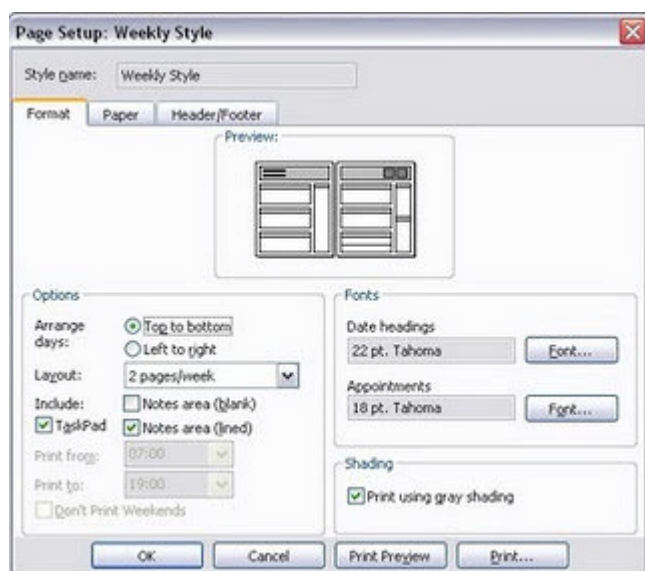 Page Setup: Weekly Style
Style name: Weekly Style
Format Paper Header/Footer
Preview:
Options
Arrange days:
Top to bottom
Left to right
Layout: 2 pages/week
Include: Notes area (blank)
TaskPad Notes area (lined)
Print from: 07:00
Print to: 19:00
Don't Print Weekends
Fonts
Date headings
22 pt. Tahoma Font...
Appointments
18 pt. Tahoma Font...
Shading
Print using gray shading
OK Cancel Print Preview Print...